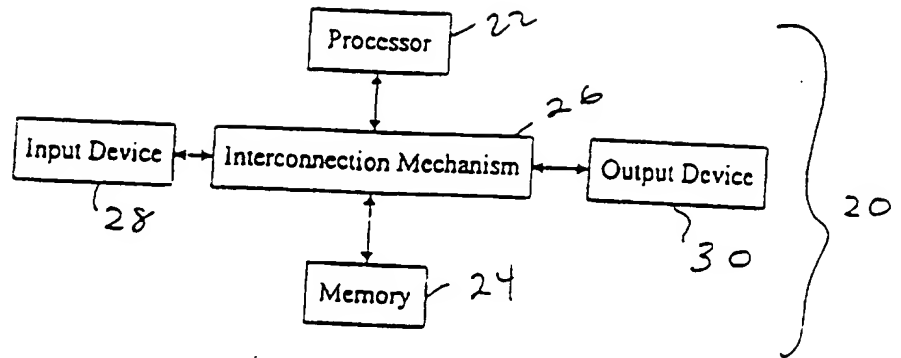 Processor
22
26
Input Device
Interconnection Mechanism
Output Device
28
30
20
Memory
24